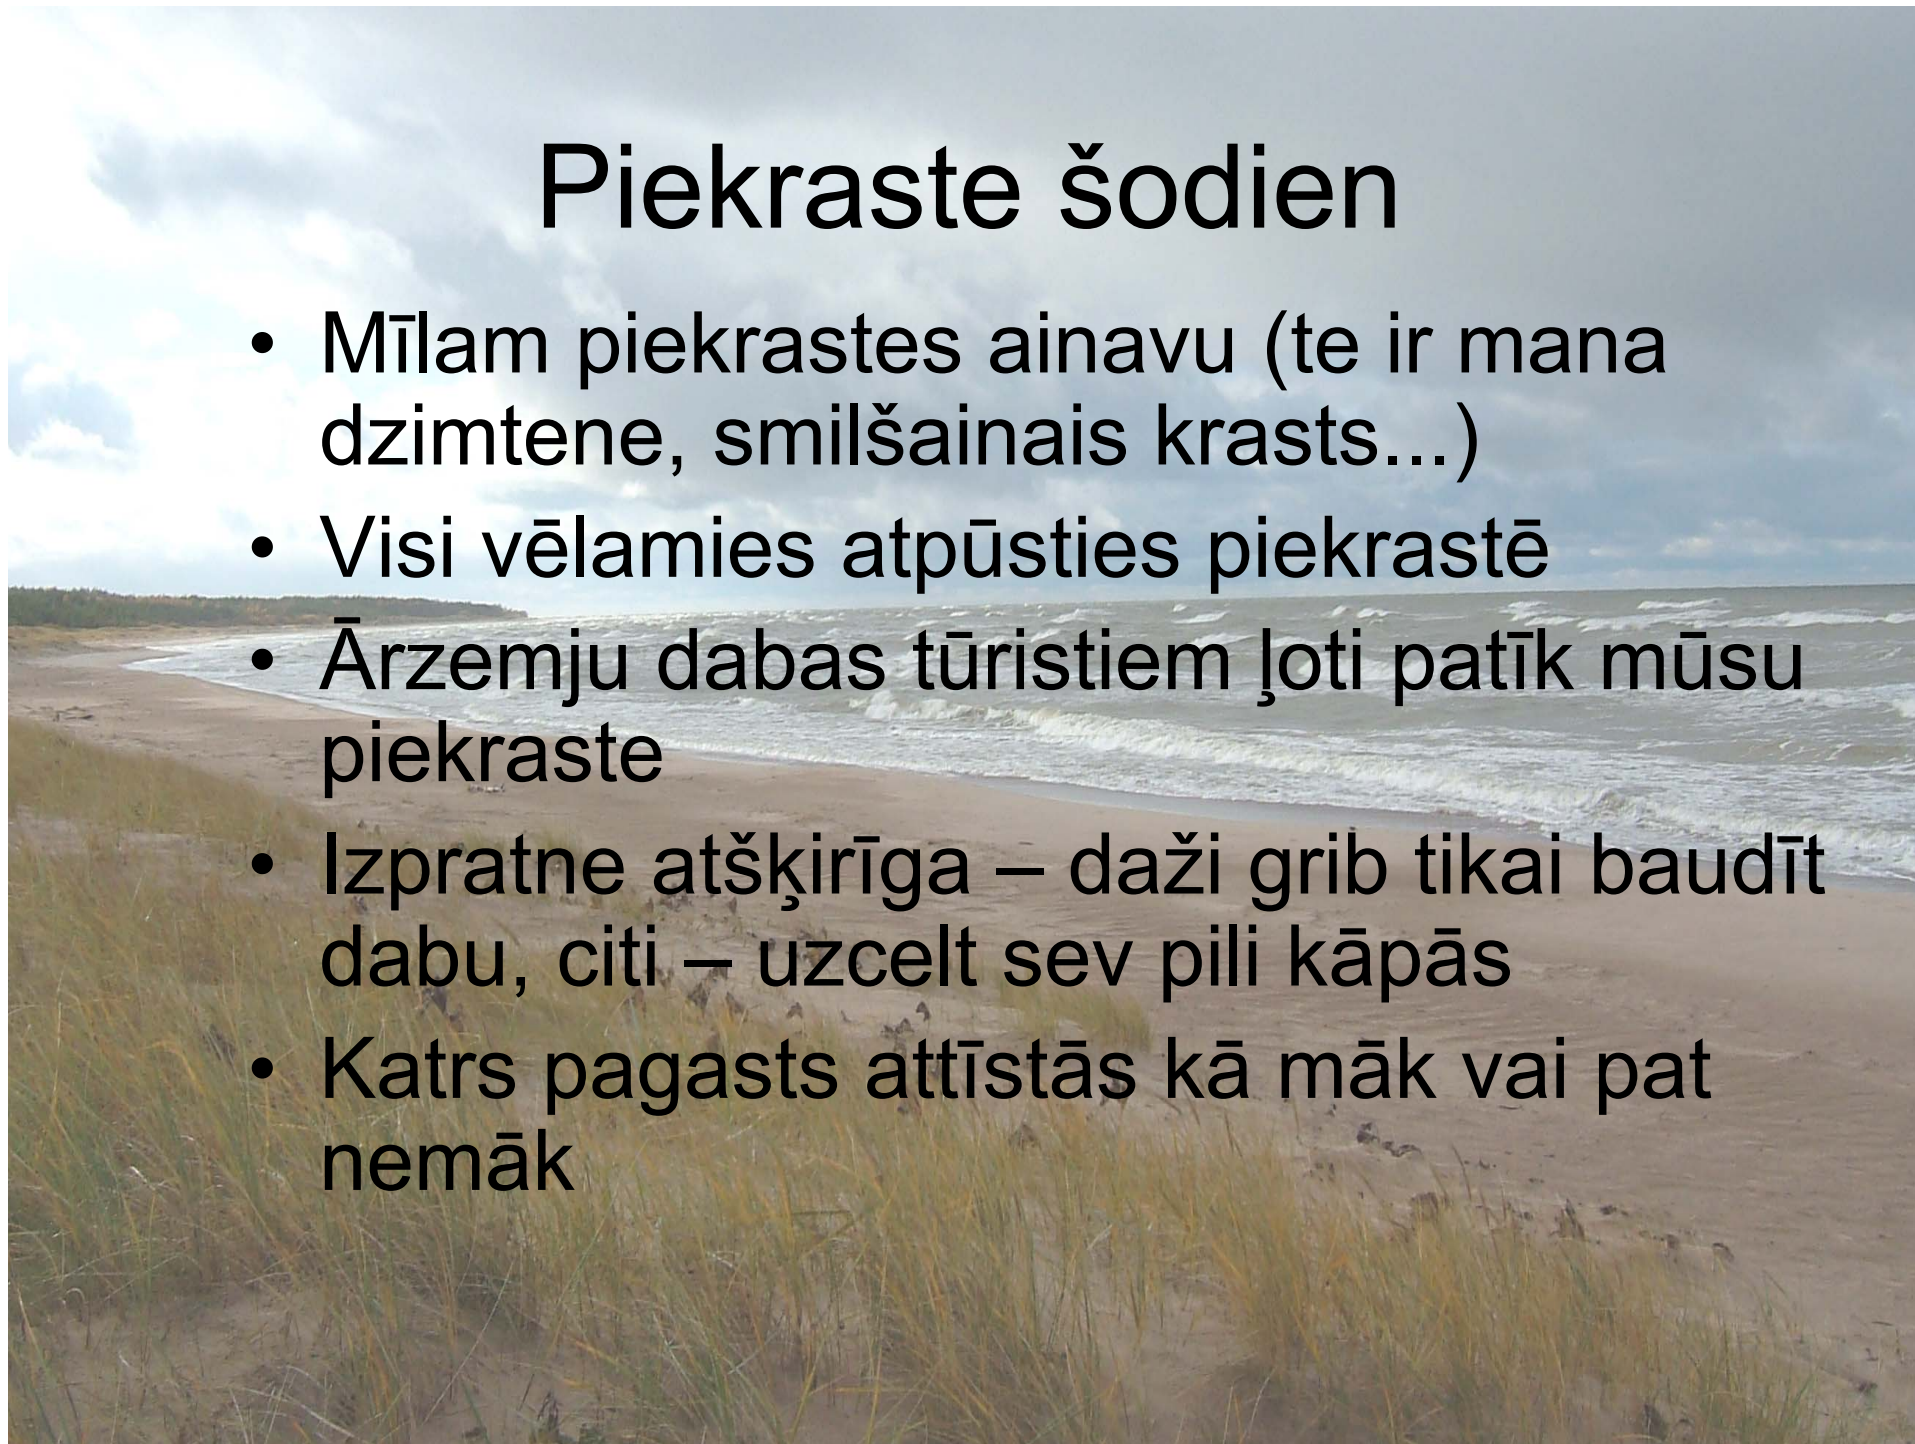 Piekraste šodien
• Mīlam piekrastes ainavu (te ir mana
dzimtene, smilšainais krasts...)
• Visi vēlamies atpūsties piekrastē
• Ārzemju dabas tūristiem ļoti patīk mūsu
piekraste
• Izpratne atšķirīga – daži grib tikai baudīt
dabu, citi – uzcelt sev pili kāpās
• Katrs pagasts attīstās kā māk vai pat
nemāk